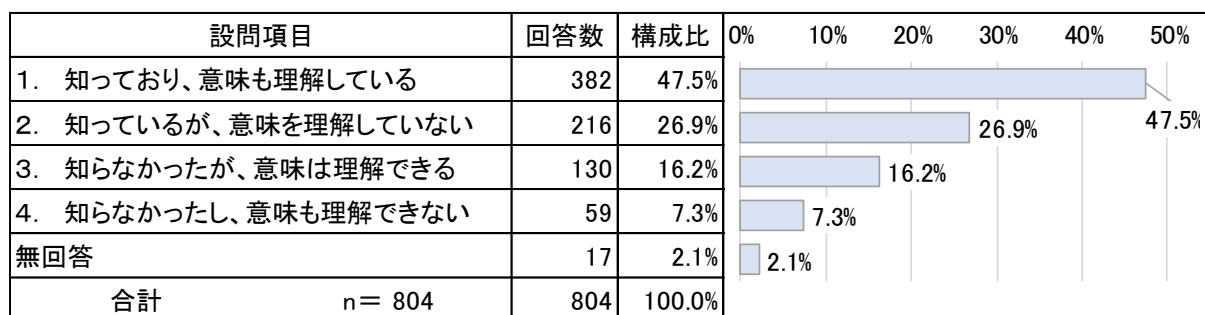 設問項目 回答数 構成比 0% 10% 20% 30% 40% 50%
1. 知っており、意味も理解している 382 47.5% 47.5%
2. 知っているが、意味を理解していない 216 26.9% 26.9%
3. 知らなかったが、意味は理解できる 130 16.2% 16.2%
4. 知らなかったし、意味も理解できない 59 7.3% 7.3%
無回答 17 2.1% 2.1%
合計 n= 804 804 100.0%